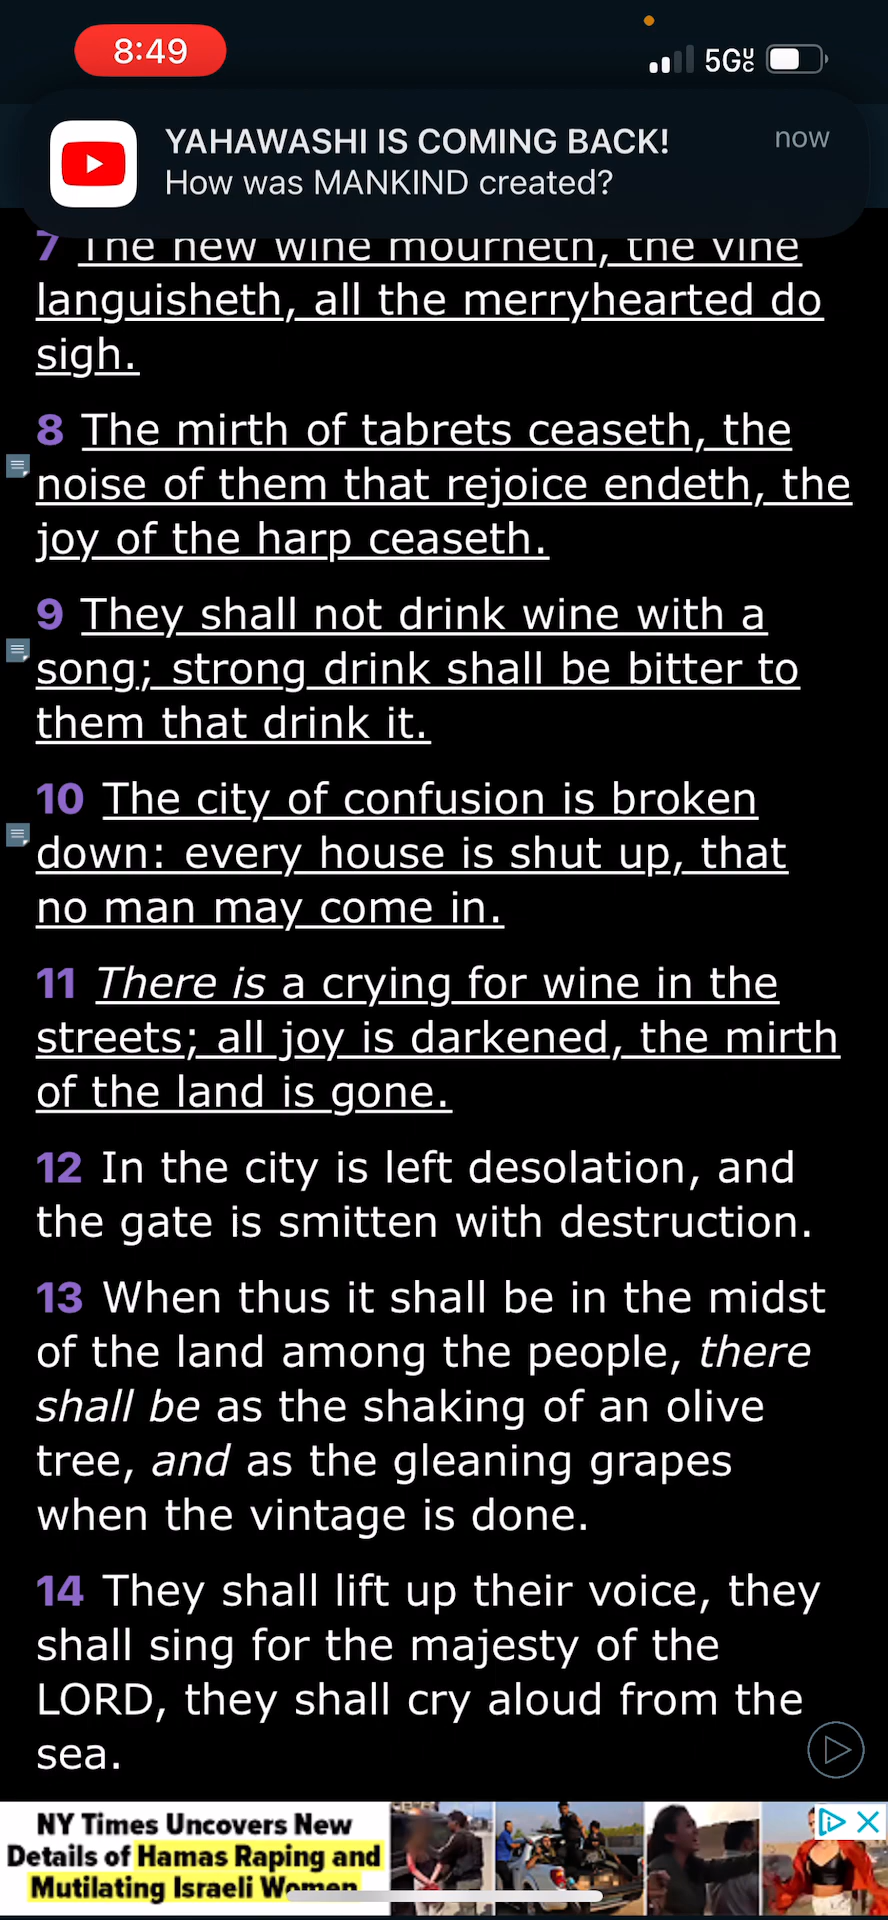 8:49
5GUC
YAHAWASHI IS COMING BACK!
now
How was MANKIND created?
7 The new wine mourneth, the vine
languisheth, all the merryhearted do
sigh.
8 The mirth of tabrets ceaseth, the
noise of them that rejoice endeth, the
joy of the harp ceaseth.
9 They shall not drink wine with a
song; strong drink shall be bitter to
them that drink it.
10 The city of confusion is broken
down: every house is shut up, that
no man may come in.
11 There is a crying for wine in the
streets; all joy is darkened, the mirth
of the land is gone.
12 In the city is left desolation, and
the gate is smitten with destruction.
13 When thus it shall be in the midst
of the land among the people, there
shall be as the shaking of an olive
tree, and as the gleaning grapes
when the vintage is done.
14 They shall lift up their voice, they
shall sing for the majesty of the
LORD, they shall cry aloud from the
sea.
NY Times Uncovers New
Details of Hamas Raping and
Mutilating Israeli Women